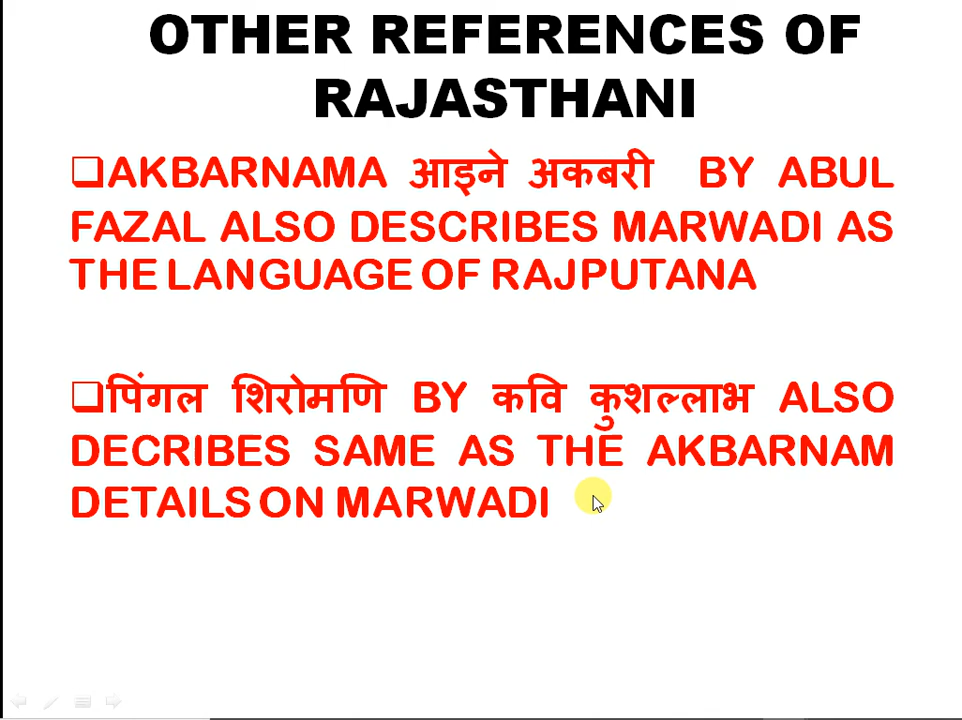 OTHER REFERENCES OF
RAJASTHANI
❑AKBARNAMA आइने अकबरी BY ABUL
FAZAL ALSO DESCRIBES MARWADI AS
THE LANGUAGE OF RAJPUTANA
❑पिंगल शिरोमणि BY कवि कुशल्लाभ ALSO
DECRIBES SAME AS THE AKBARNAM
DETAILS ON MARWADI